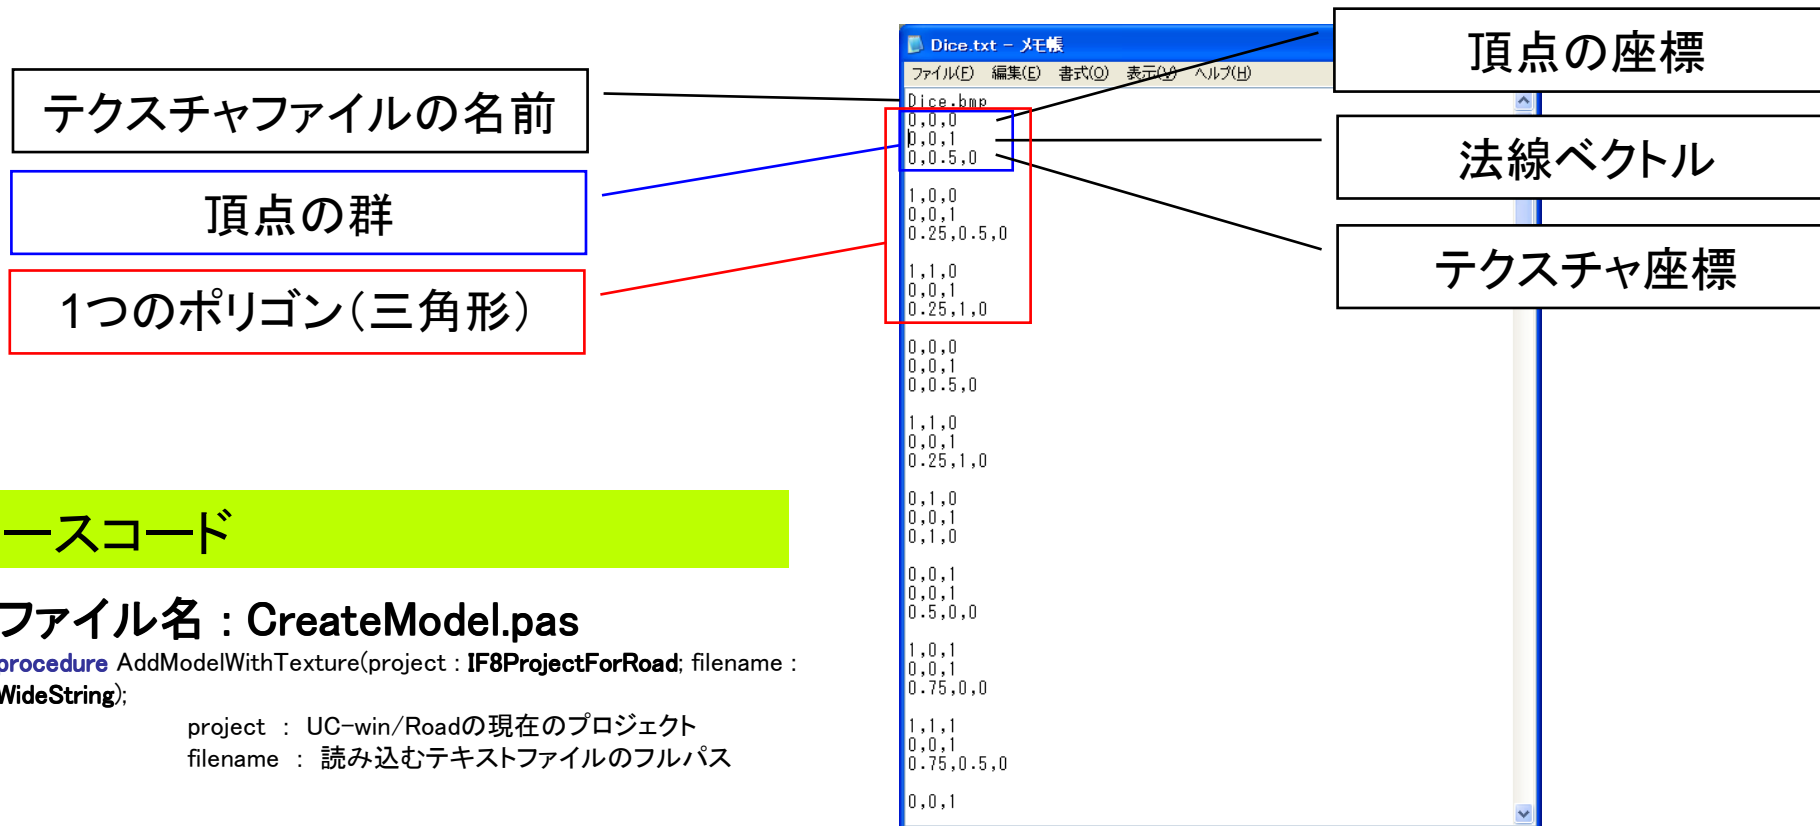 テクスチャファイルの名前
頂点の群
1つのポリゴン（三角形）
Dice.txt - メモ帳
ファイル(F) 編集(E) 書式(O) 表示(V) ヘルプ(H)
Dice.bmp
0,0,0
0,0,1
0,0.5,0
1,0,0
0,0,1
0.25,0.5,0
1,1,0
0,0,1
0.25,1,0
0,0,0
0,0,1
0,0.5,0
1,1,0
0,0,1
0.25,1,0
0,1,0
0,0,1
0,1,0
0,0,1
0,0,1
0.5,0,0
1,0,1
0,0,1
0.75,0,0
1,1,1
0,0,1
0.75,0.5,0
0,0,1
頂点の座標
法線ベクトル
テクスチャ座標
ースコード
ファイル名 : CreateModel.pas
procedure AddModelWithTexture(project : IF8ProjectForRoad; filename :
WideString);
project : UC-win/Roadの現在のプロジェクト
filename : 読み込むテキストファイルのフルパス